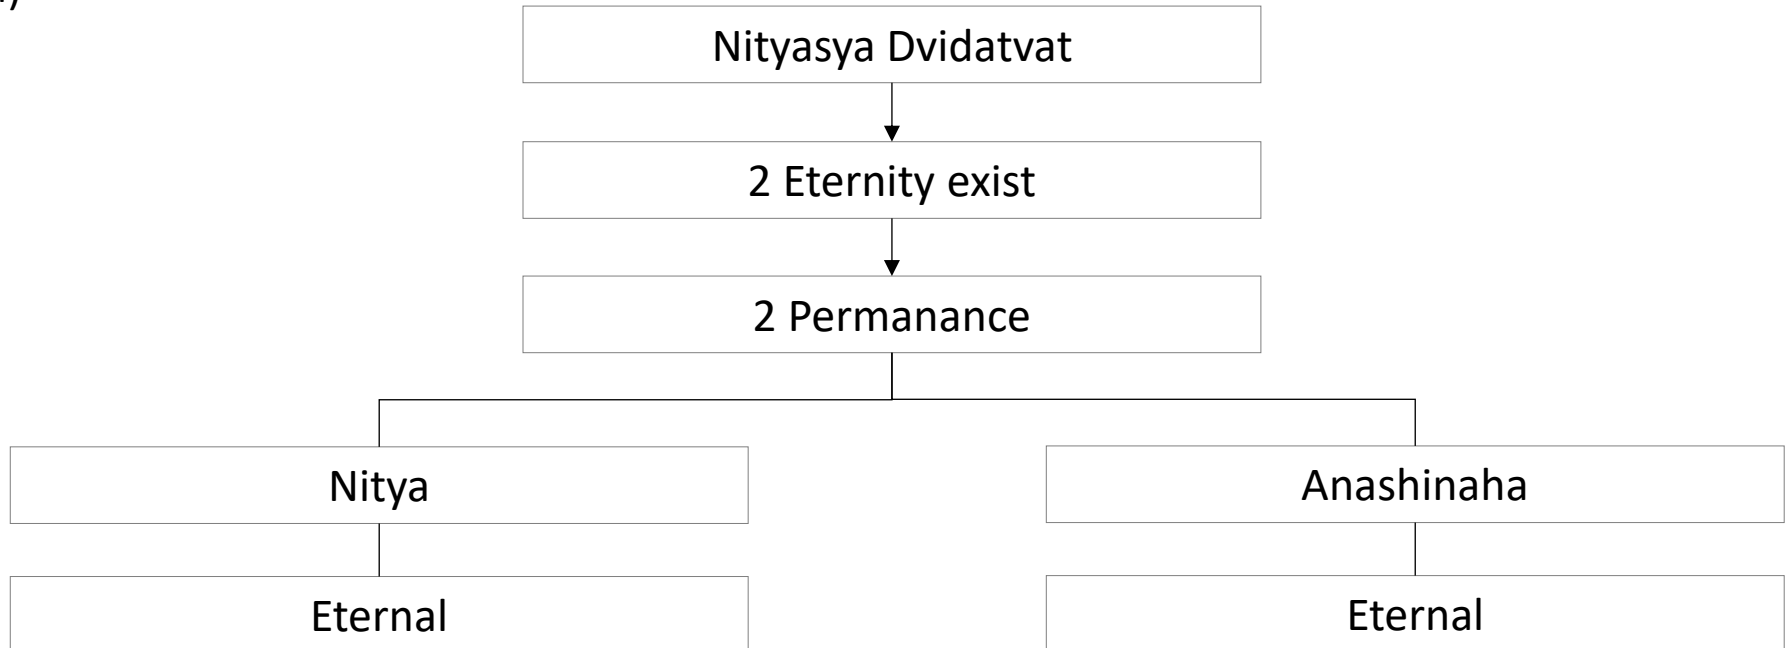 Nityasya Dvidatvat
2 Eternity exist
2 Permanance
Nitya
Anashinaha
Eternal
Eternal